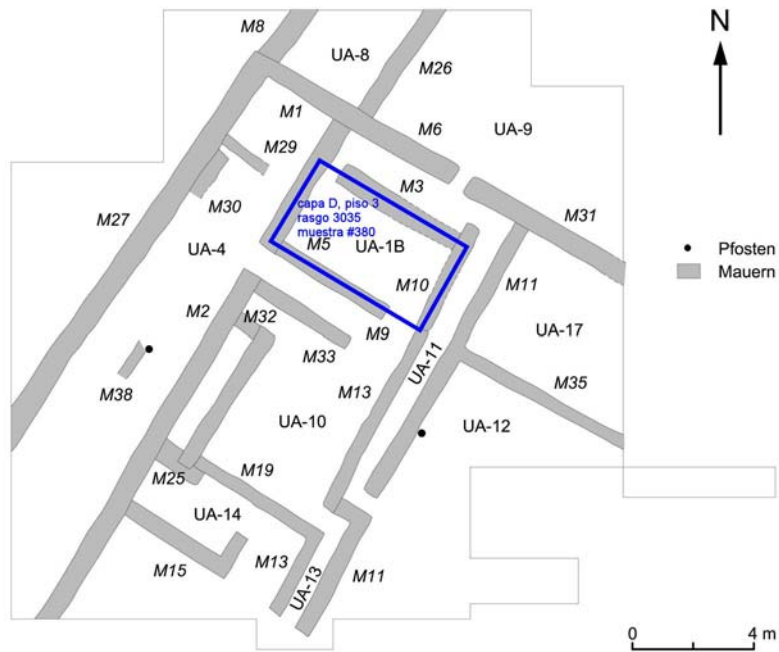 M8
UA-8
N
M26
M1
M6
UA-9
M29
M3
M27
M30
capa D, piso 3
rasgo 3035
muestra #380
M31
UA-4
M5
UA-1B
Pfosten
M10
M11
Mauern
M2
M32
M9
UA-17
M33
UA-11
M38
M13
M35
UA-10
UA-12
M25
M19
UA-14
M15
M13
UA-13
M11
0
4 m